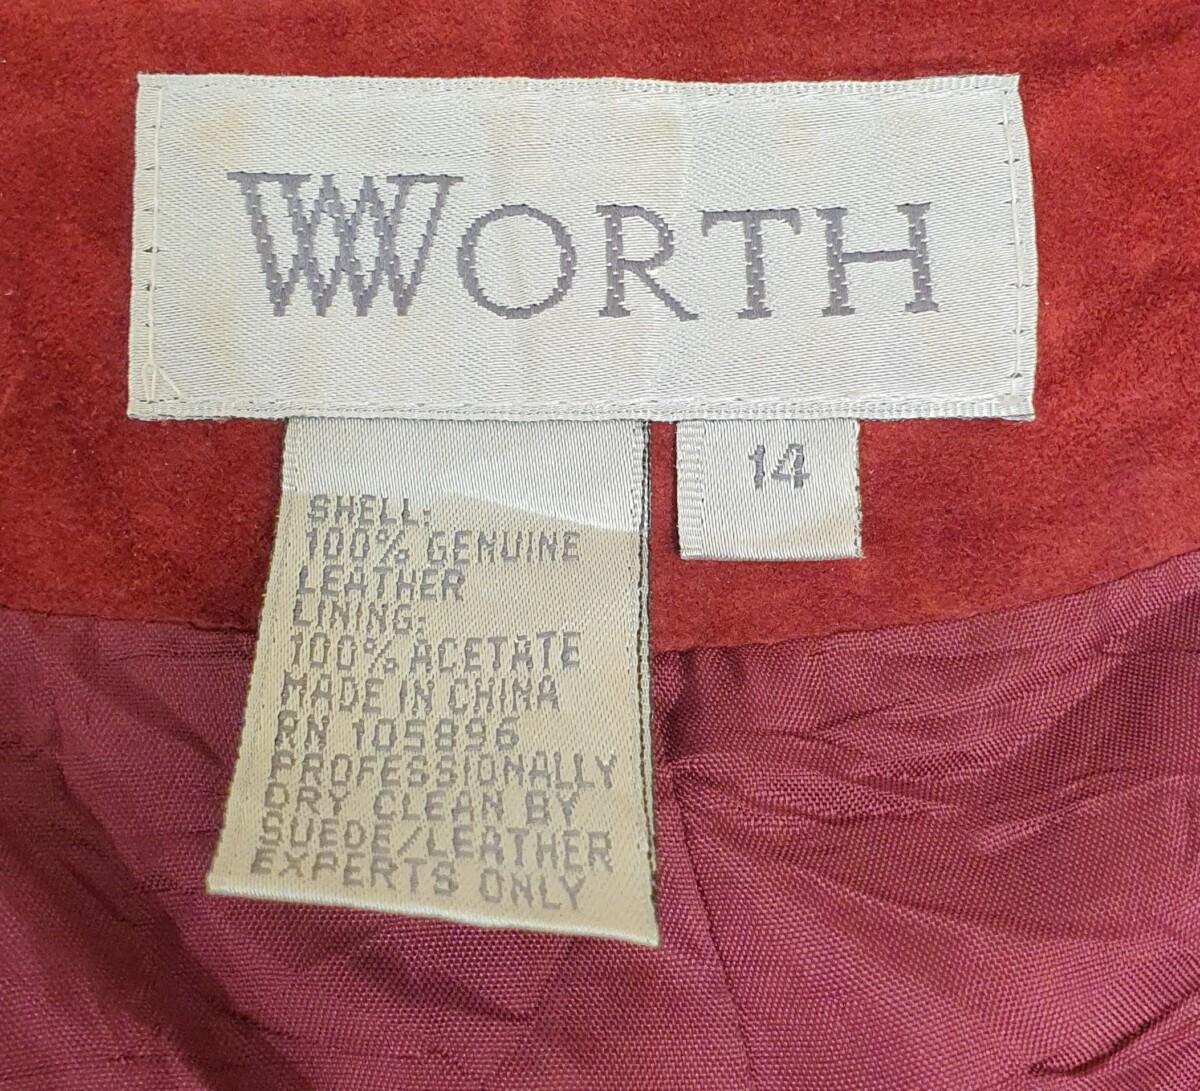 WORTH
14
SHELL:
100% GENUINE
LEATHER
LINING:
100% ACETATE
MADE IN CHINA
RN 105896
PROFESSIONALLY
DRY CLEAN BY
SUEDE/LEATHER
EXPERTS ONLY